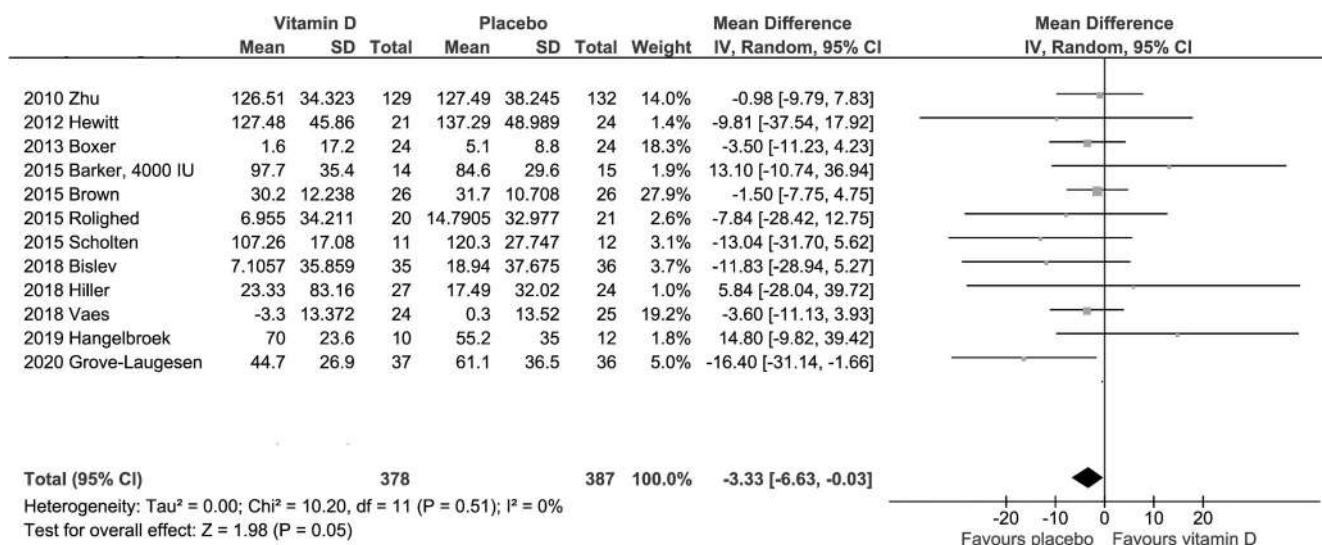 Vitamin D Placebo Mean Difference Mean Difference
Mean SD Total Mean SD Total Weight IV, Random, 95% CI IV, Random, 95% CI
2010 Zhu 126.51 34.323 129 127.49 38.245 132 14.0% -0.98 [-9.79, 7.83]
2012 Hewitt 127.48 45.86 21 137.29 48.989 24 1.4% -9.81 [-37.54, 17.92]
2013 Boxer 1.6 17.2 24 5.1 8.8 24 18.3% -3.50 [-11.23, 4.23]
2015 Barker, 4000 IU 97.7 35.4 14 84.6 29.6 15 1.9% 13.10 [-10.74, 36.94]
2015 Brown 30.2 12.238 26 31.7 10.708 26 27.9% -1.50 [-7.75, 4.75]
2015 Rolighed 6.955 34.211 20 14.7905 32.977 21 2.6% -7.84 [-28.42, 12.75]
2015 Scholten 107.26 17.08 11 120.3 27.747 12 3.1% -13.04 [-31.70, 5.62]
2018 Bislev 7.1057 35.859 35 18.94 37.675 36 3.7% -11.83 [-28.94, 5.27]
2018 Hiller 23.33 83.16 27 17.49 32.02 24 1.0% 5.84 [-28.04, 39.72]
2018 Vaes -3.3 13.372 24 0.3 13.52 25 19.2% -3.60 [-11.13, 3.93]
2019 Hangelbroek 70 23.6 10 55.2 35 12 1.8% 14.80 [-9.82, 39.42]
2020 Grove-Laugesen 44.7 26.9 37 61.1 36.5 36 5.0% -16.40 [-31.14, -1.66]
Total (95% CI) 378 387 100.0% -3.33 [-6.63, -0.03]
Heterogeneity: Tau² = 0.00; Chi² = 10.20, df = 11 (P = 0.51); I² = 0%
Test for overall effect: Z = 1.98 (P = 0.05)
-20 -10 0 10 20
Favours placebo Favours vitamin D